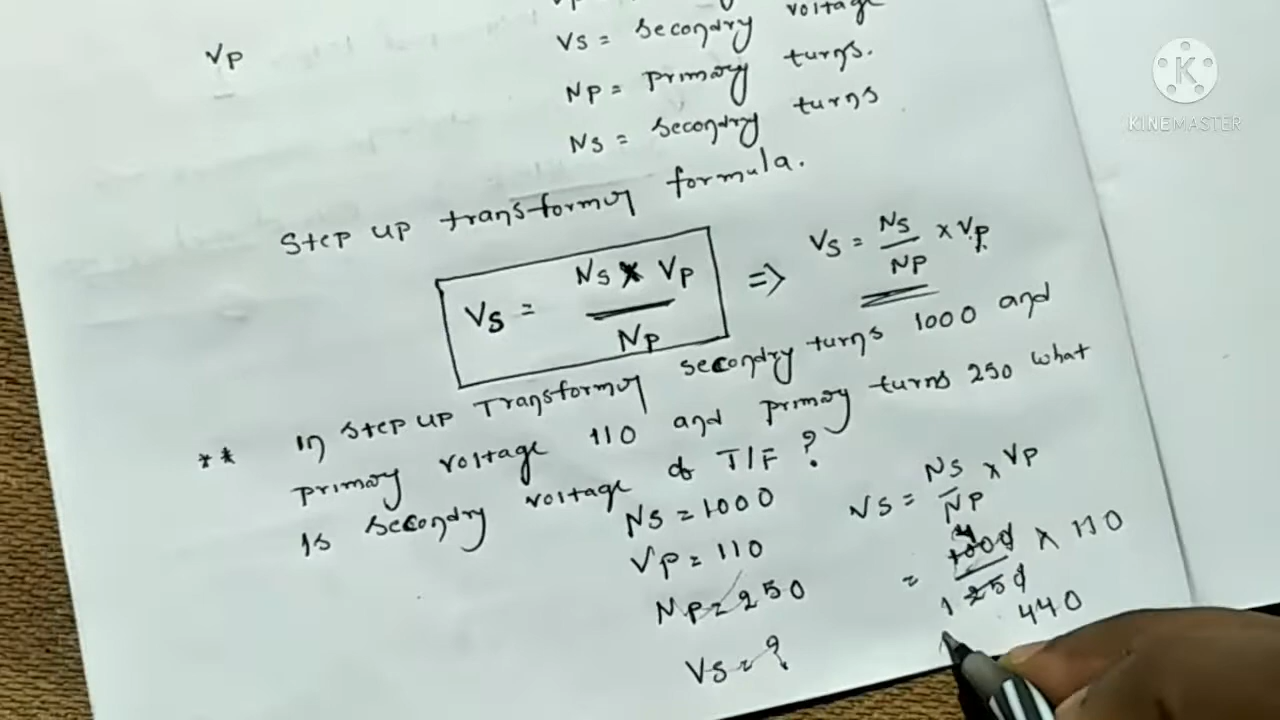 Vs = secondry voltage
Vp
Np = primary turns.
Ns = secondry turns
Step up transformer formula.
Vs = Ns × Vp / Np => Vs = Ns / Np × Vp
** In step up Transformer secondry turns 1000 and
primary voltage 110 and primary turns 250 what
is secondry voltage of T/F ?
Ns = 1000
Vs = Ns / Np × Vp
Vp = 110
= 1000 / 250 × 110
4
1
Np = 250
440
Vs = ?
KINEMASTER